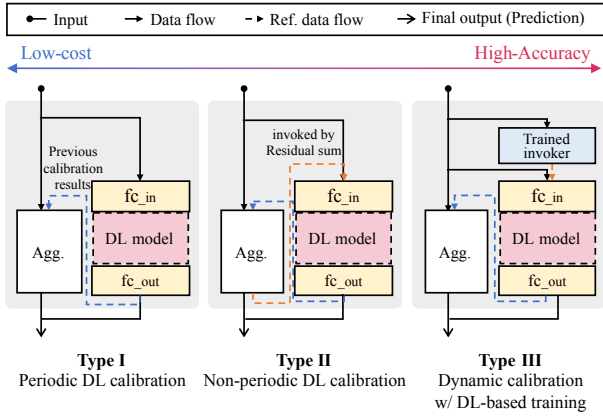 Input Data flow Ref. data flow Final output (Prediction)
Low-cost High-Accuracy
Previous
calibration
results
fc_in
Agg.
DL model
fc_out
invoked by
Residual sum
fc_in
Agg.
DL model
fc_out
Trained
invoker
fc_in
Agg.
DL model
fc_out
Type I
Periodic DL calibration
Type II
Non-periodic DL calibration
Type III
Dynamic calibration
w/ DL-based training